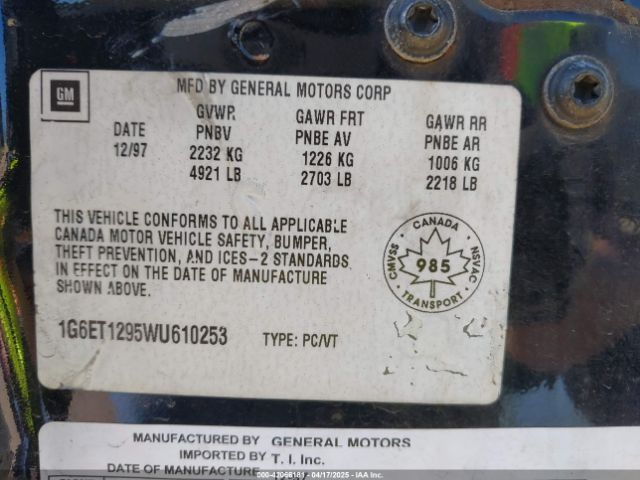 GM
MFD BY GENERAL MOTORS CORP
GVWR GAWR FRT GAWR RR
DATE PNBV PNBE AV PNBE AR
12/97 2232 KG 1226 KG 1006 KG
4921 LB 2703 LB 2218 LB
THIS VEHICLE CONFORMS TO ALL APPLICABLE
CANADA MOTOR VEHICLE SAFETY, BUMPER,
THEFT PREVENTION, AND ICES-2 STANDARDS
IN EFFECT ON THE DATE OF MANUFACTURE
SHOWN ABOVE.
CANADA
CMVSS NSVAC
985
TRANSPORT
1G6ET1295WU610253 TYPE: PC/VT
MANUFACTURED BY GENERAL MOTORS
IMPORTED BY T. I. Inc.
DATE OF MANUFACTURE
000-42066181 - 04/17/2025 - IAAI.COM